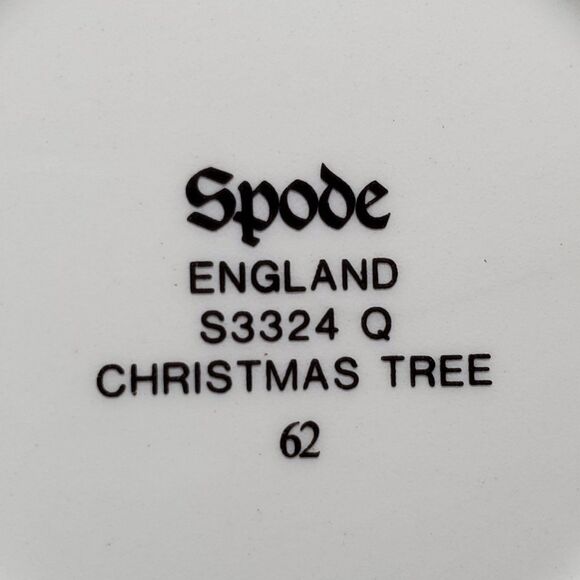 Spode
ENGLAND
S3324 Q
CHRISTMAS TREE
62